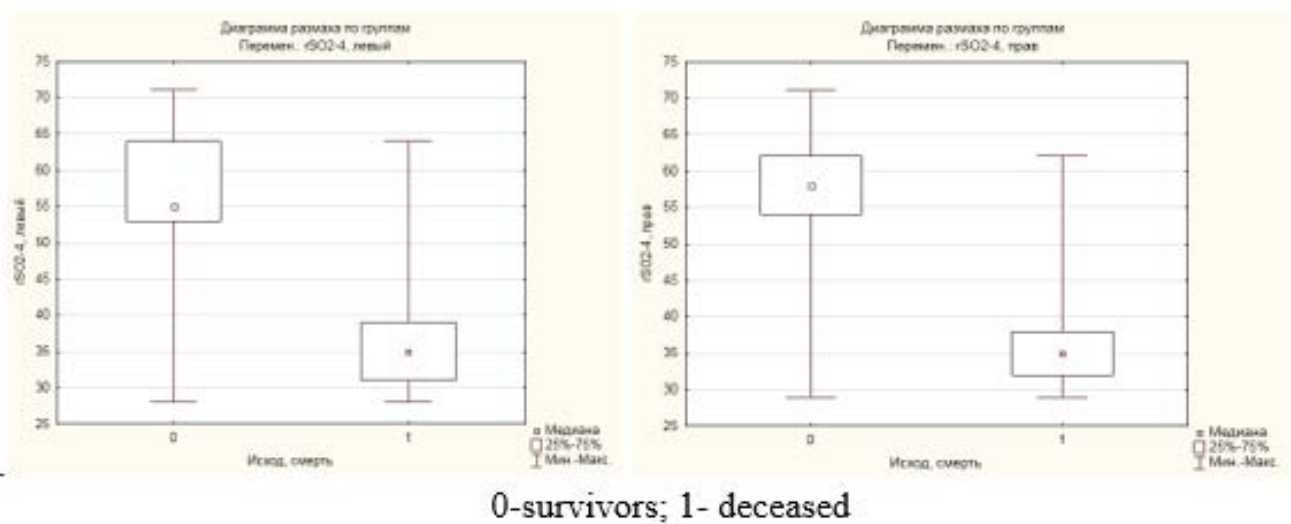 Диаграмма размаха по группам
Перемен.: rSO2-4, левый
75
70
65
60
55
50
45
40
35
30
25
rSO2-4, левый
0
1
Исход, смерть
Медиана
25%-75%
Мин.-Макс.
Диаграмма размаха по группам
Перемен.: rSO2-4, прав
75
70
65
60
55
50
45
40
35
30
25
rSO2-4, прав
0
1
Исход, смерть
Медиана
25%-75%
Мин.-Макс.
0-survivors; 1- deceased